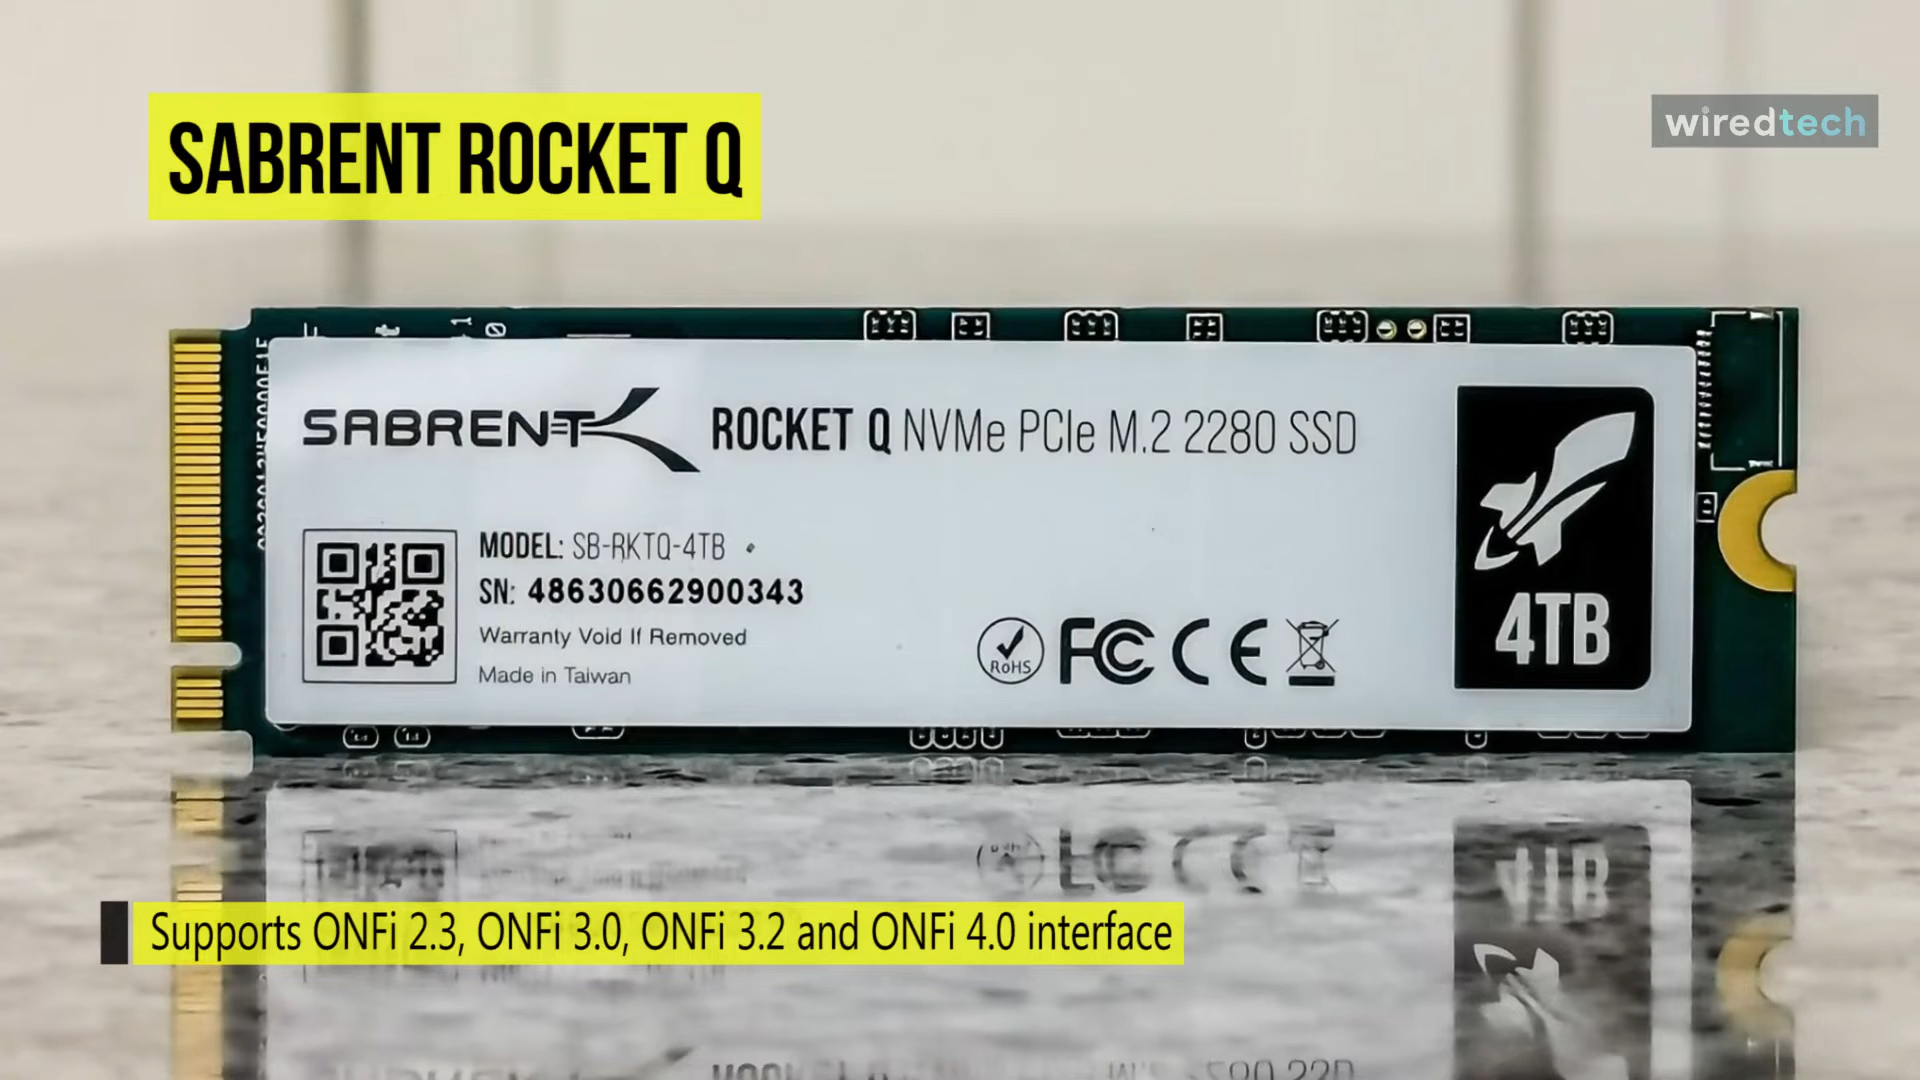 SABRENT ROCKET Q
wiredtech
SABRENT
ROCKET Q NVMe PCIe M.2 2280 SSD
MODEL: SB-RKTQ-4TB
SN: 48630662900343
Warranty Void If Removed
Made in Taiwan
RoHS
FC CE
4TB
Supports ONFi 2.3, ONFi 3.0, ONFi 3.2 and ONFi 4.0 interface